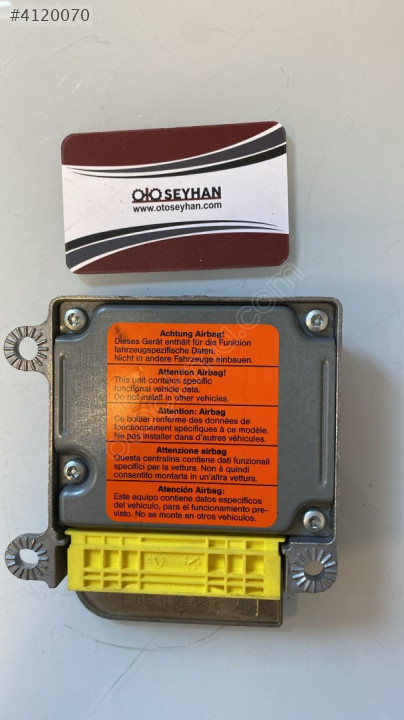 #4120070
OTO SEYHAN
www.otoseyhan.com
Achtung Airbag!
Dieses Gerät enthält für die Funktion
fahrzeugspezifische Daten.
Nicht in andere Fahrzeuge einbauen.
Attention Airbag!
This unit contains specific
functional vehicle data.
Do not install in other vehicles.
Attention: Airbag
Ce boîtier renferme des données de
fonctionnement spécifiques à ce modèle.
Ne pas installer dans d'autres véhicules.
Attenzione airbag
Questa centralina contiene dati funzionali
specifici per la vettura. Non è quindi
consentito montarla in un'altra vettura.
Atención Airbag:
Este equipo contiene datos específicos
del vehículo, para el funcionamiento pre-
visto. No se monte en otros vehículos.